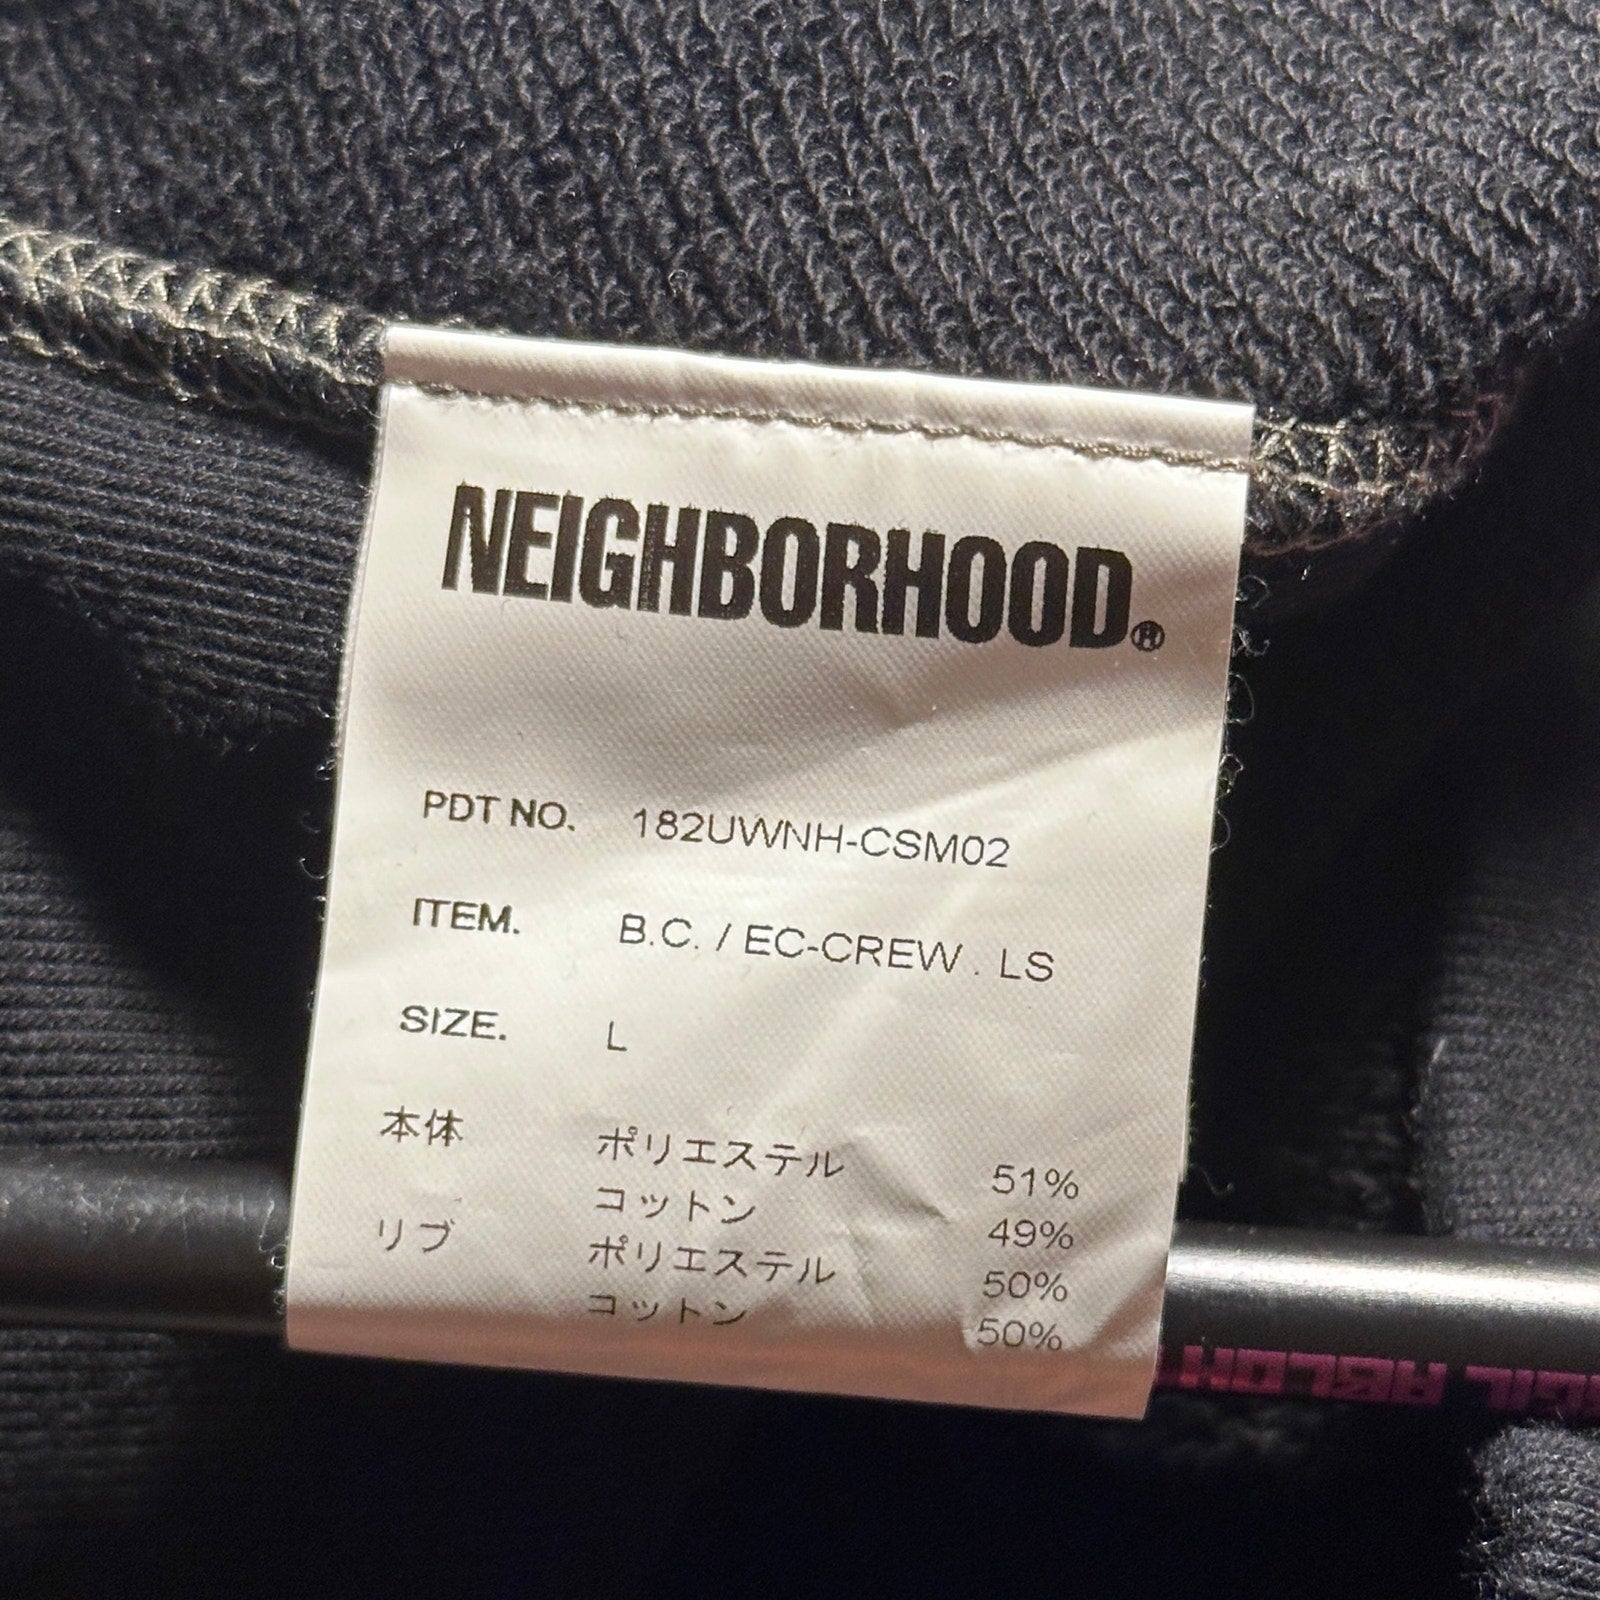 NEIGHBORHOOD®
PDT NO. 182UWNH-CSM02
ITEM. B.C. / EC-CREW . LS
SIZE. L
本体 ポリエステル 51%
コットン 49%
リブ ポリエステル 50%
コットン 50%